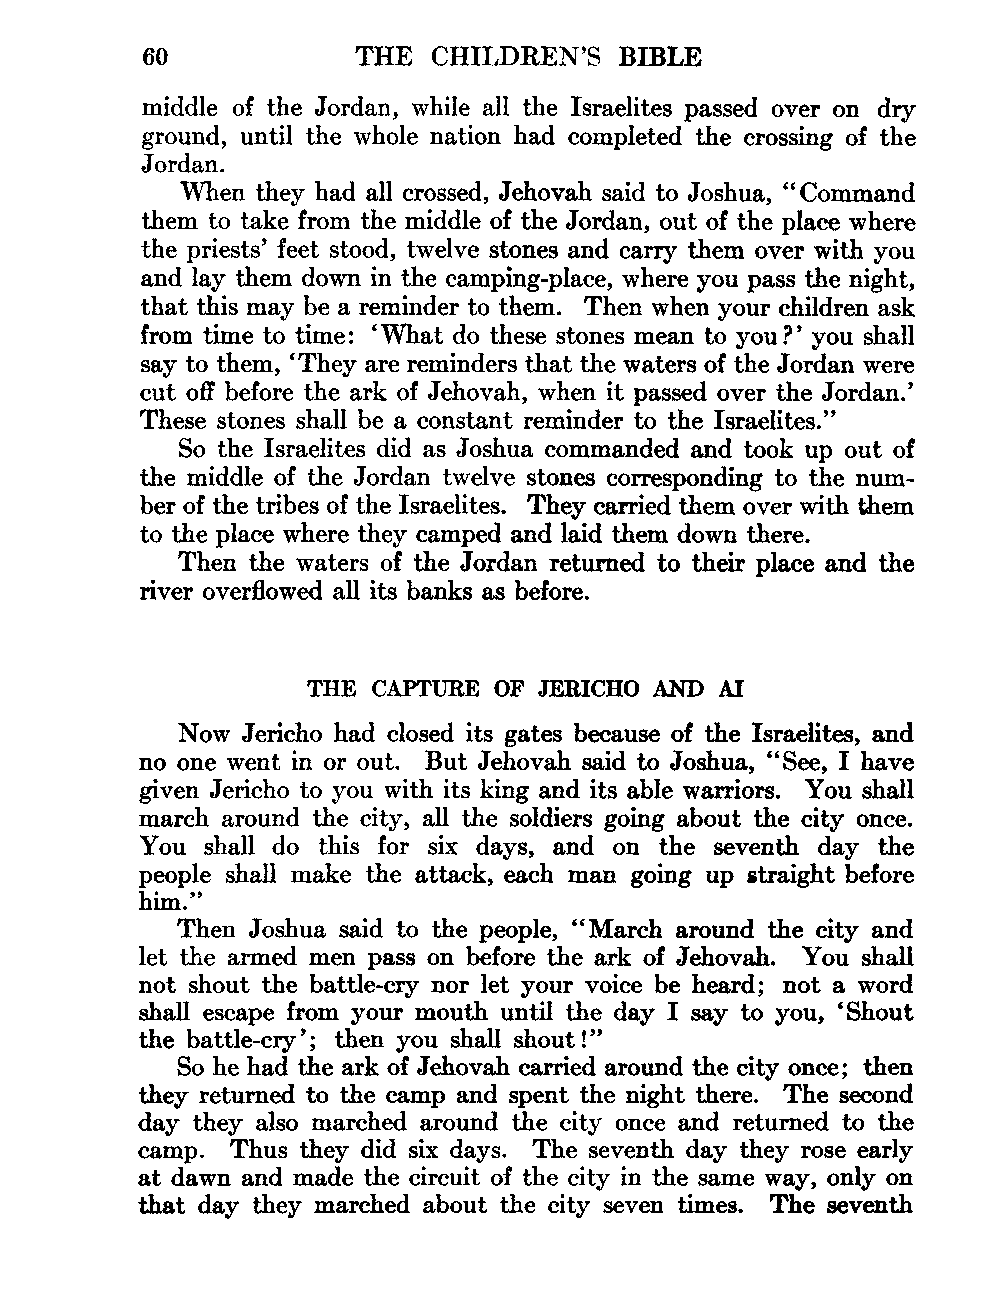 60 THE CHILDREN'S BIBLE
middle of the Jordan, while all the Israelites passed over on dry
ground, until the whole nation had completed the crossing of the
Jordan.
When they had all crossed, Jehovah said to Joshua, “Command
them to take from the middle of the Jordan, out of the place where
the priests’ feet stood, twelve stones and carry them over with you
and lay them down in the camping-place, where you pass the night,
that this may be a reminder to them. Then when your children ask
from time to time: ‘What do these stones mean to you?’ you shall
say to them, ‘They are reminders that the waters of the Jordan were
cut off before the ark of Jehovah, when it passed over the Jordan.’
These stones shall be a constant reminder to the Israelites.”
So the Israelites did as Joshua commanded and took up out of
the middle of the Jordan twelve stones corresponding to the num-
ber of the tribes of the Israelites. They carried them over with them
to the place where they camped and laid them down there.
Then the waters of the Jordan returned to their place and the
river overflowed all its banks as before.
THE CAPTURE OF JERICHO AND AI
Now Jericho had closed its gates because of the Israelites, and
no one went in or out. But Jehovah said to Joshua, “See, I have
given Jericho to you with its king and its able warriors. You shall
march around the city, all the soldiers going about the city once.
You shall do this for six days, and on the seventh day the
people shall make the attack, each man going up straight before
him.”
Then Joshua said to the people, “March around the city and
let the armed men pass on before the ark of Jehovah. You shall
not shout the battle-cry nor let your voice be heard; not a word
shall escape from your mouth until the day I say to you, ‘Shout
the battle-cry’; then you shall shout!”
So he had the ark of Jehovah carried around the city once; then
they returned to the camp and spent the night there. The second
day they also marched around the city once and returned to the
camp. Thus they did six days. The seventh day they rose early
at dawn and made the circuit of the city in the same way, only on
that day they marched about the city seven times. The seventh